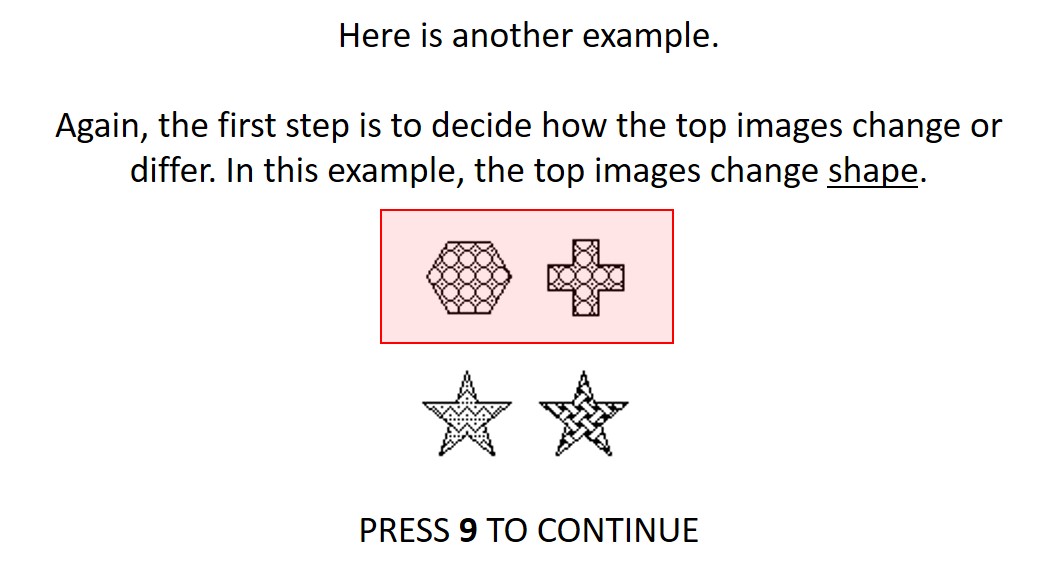 Here is another example.
Again, the first step is to decide how the top images change or
differ. In this example, the top images change shape.
PRESS 9 TO CONTINUE